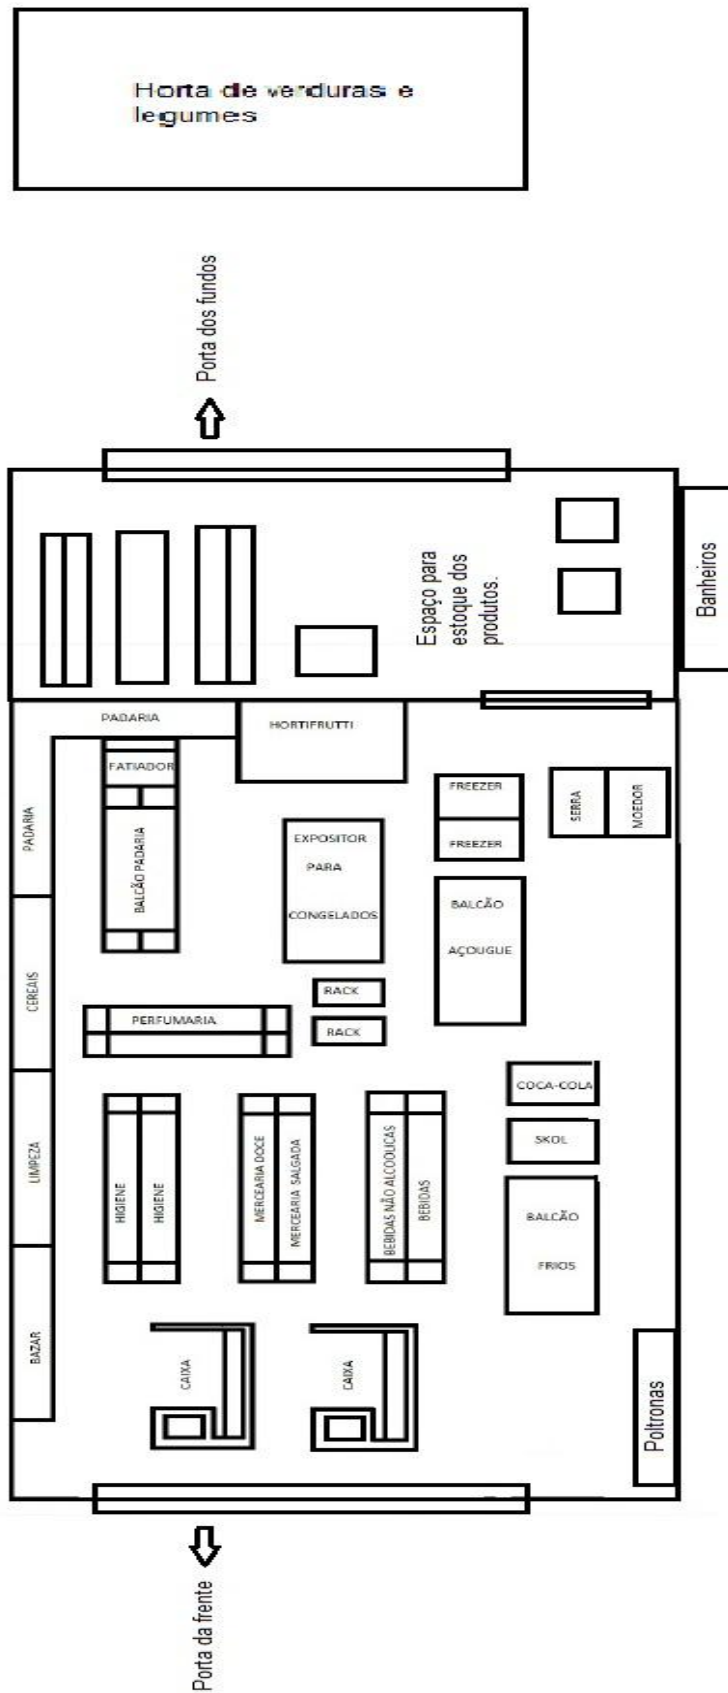 Horta de verduras e
legumes
Porta dos fundos
Espaço para
estoque dos
produtos.
Banheiros
PADARIA
HORTIFRUTTI
FATIADOR
PADARIA
BALCÃO PADARIA
EXPOSITOR
PARA
CONGELADOS
FREEZER
FREEZER
SERRA
MOEDOR
BALCÃO
AÇOUGUE
CEREAIS
PERFUMARIA
RACK
RACK
COCA-COLA
SKOL
LIMPEZA
HIGIENE
HIGIENE
MERCEARIA DOCE
MERCEARIA SALGADA
BEBIDAS NÃO ALCOOLICAS
BEBIDAS
BALCÃO
FRIOS
BAZAR
CAIXA
CAIXA
Poltronas
Porta da frente